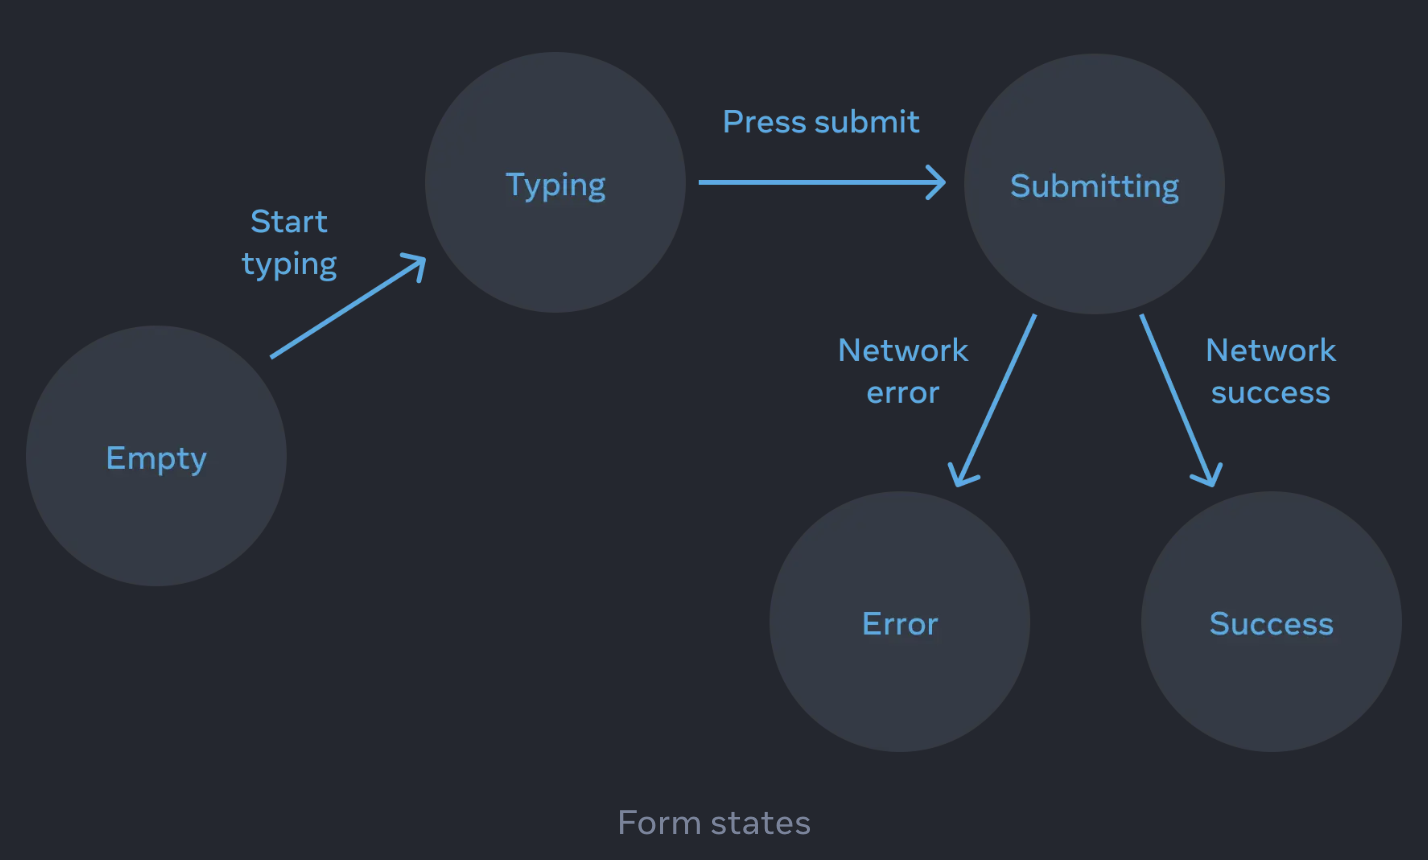 Press submit
Typing
Submitting
Start
typing
Network
error
Network
success
Empty
Error
Success
Form states